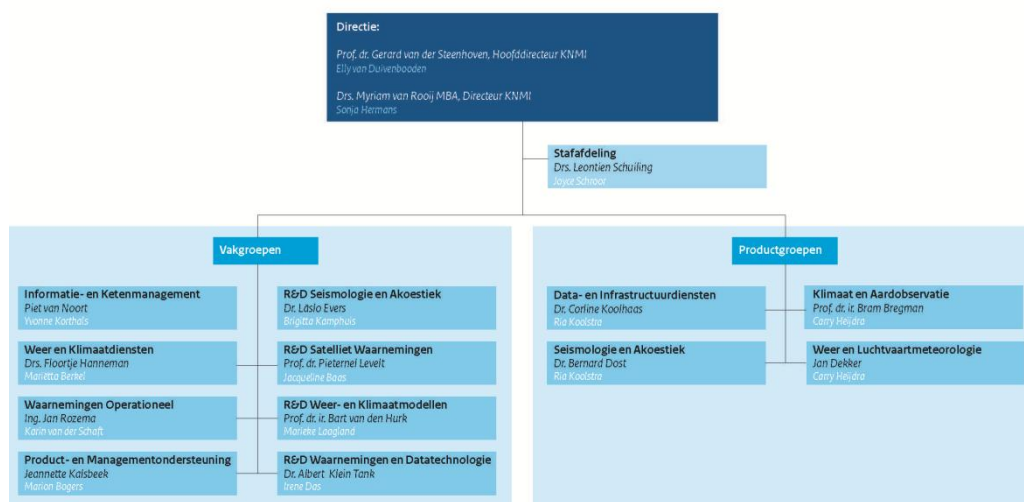 Directie:
Prof. dr. Gerard van der Steenhoven, Hoofddirecteur KNMI
Elly van Duivenbooden
Drs. Myriam van Rooij MBA, Directeur KNMI
Sonja Hermans
Stafafdeling
Drs. Leontien Schuiling
Joyce Schroor
Vakgroepen
Informatie- en Ketenmanagement
Piet van Noort
Yvonne Korthals
Weer en Klimaatdiensten
Drs. Floortje Hanneman
Mariëtta Berkel
Waarnemingen Operationeel
Ing. Jan Rozema
Karin van der Schaft
Product- en Managementondersteuning
Jeannette Kalsbeek
Marion Bogers
R&D Seismologie en Akoestiek
Dr. Láslo Evers
Brigitta Kamphuis
R&D Satelliet Waarnemingen
Prof. dr. Pieternel Levelt
Jacqueline Baas
R&D Weer- en Klimaatmodellen
Prof. dr. ir. Bart van den Hurk
Marieke Laagland
R&D Waarnemingen en Datatechnologie
Dr. Albert Klein Tank
Irene Das
Productgroepen
Data- en Infrastructuurdiensten
Dr. Corline Koolhaas
Ria Koolstra
Seismologie en Akoestiek
Dr. Bernard Dost
Ria Koolstra
Klimaat en Aardobservatie
Prof. dr. ir. Bram Bregman
Carry Heijdra
Weer en Luchtvaartmeteorologie
Jan Dekker
Carry Heijdra